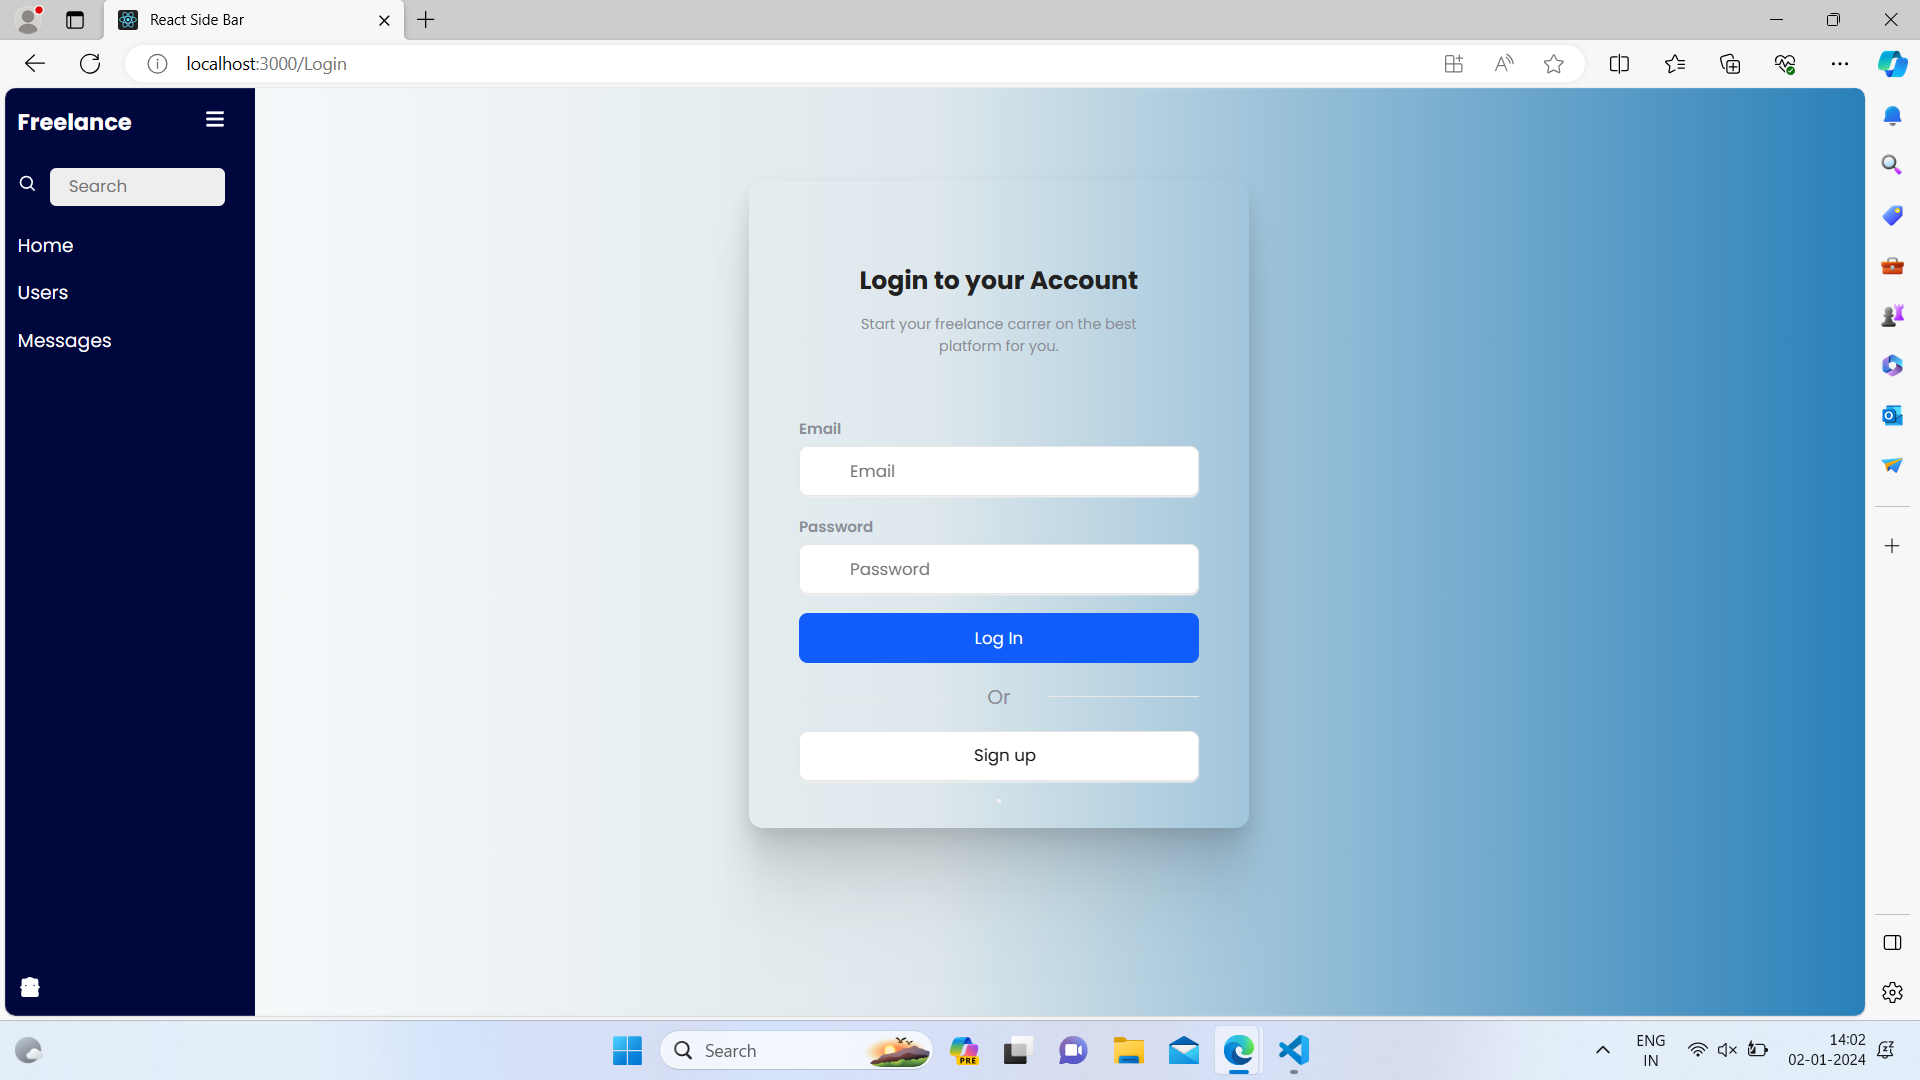 React Side Bar
localhost:3000/Login
Freelance
Search
Home
Users
Messages
Login to your Account
Start your freelance carrer on the best
platform for you.
Email
Email
Password
Password
Log In
Or
Sign up
Search
PRE
ENG
IN
14:02
02-01-2024